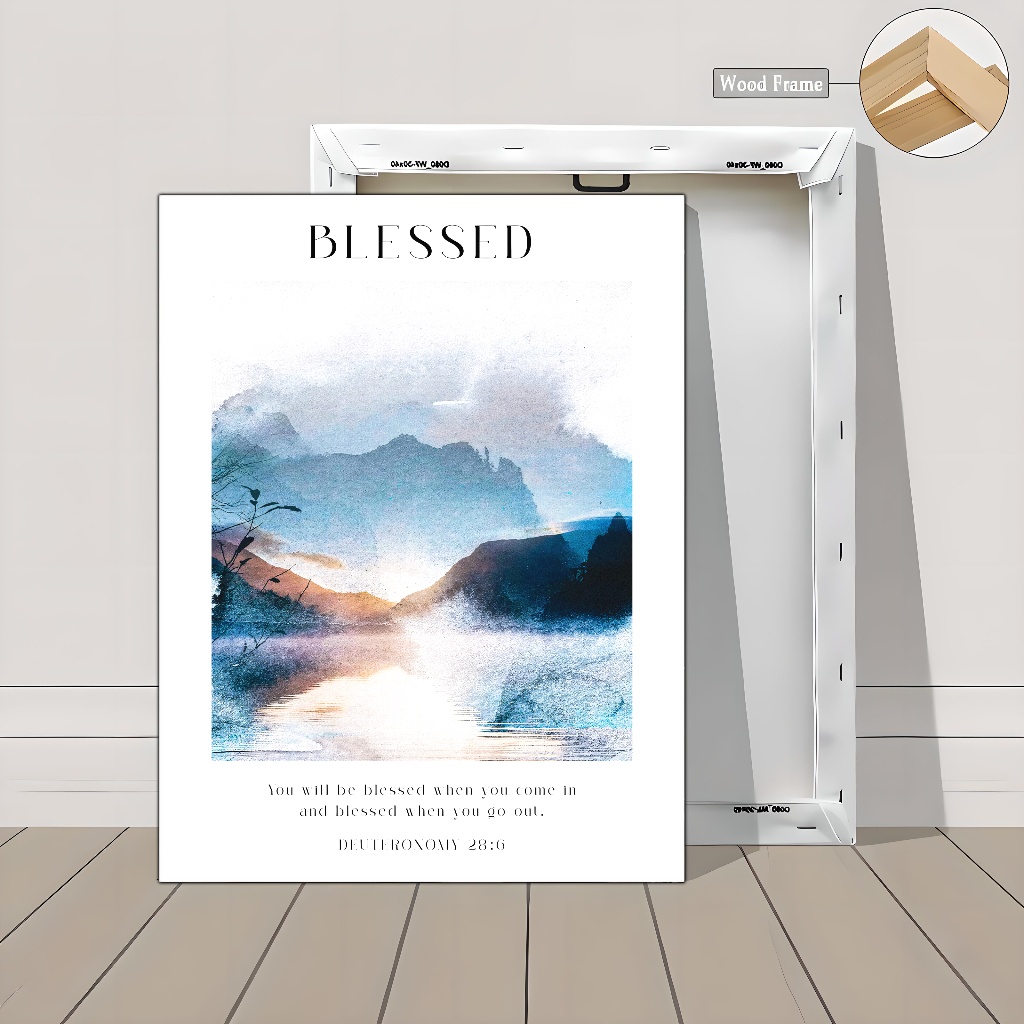 Wood Frame
BLESSED
You will be blessed when you come in
and blessed when you go out.
DEUTERONOMY 28:6